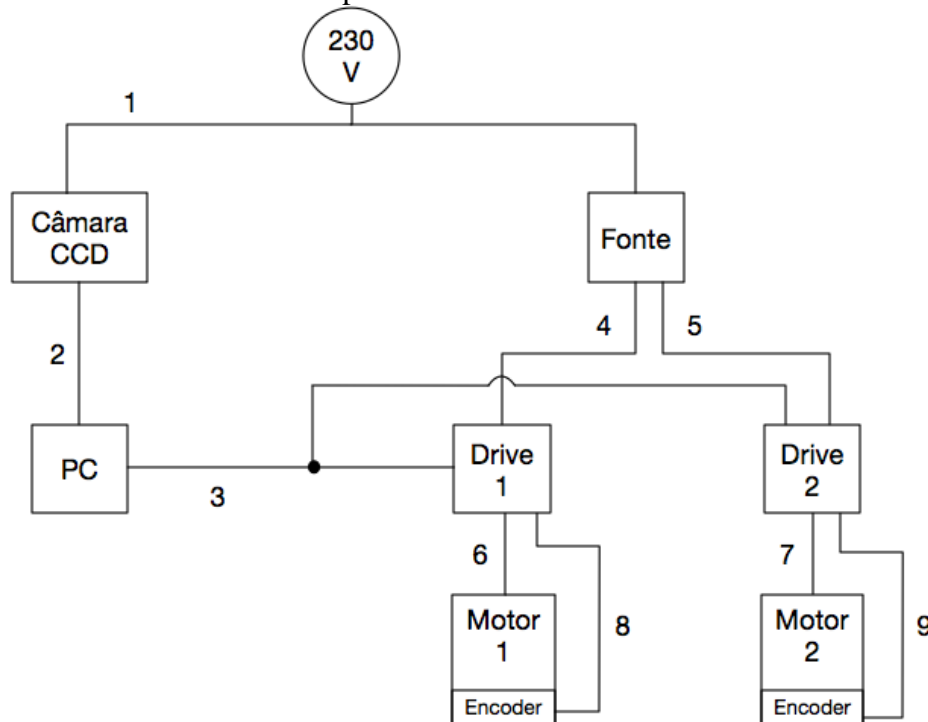 230
V
1
Câmara
CCD
Fonte
4
5
2
PC
3
Drive
1
Drive
2
6
7
Motor
1
8
Motor
2
9
Encoder
Encoder